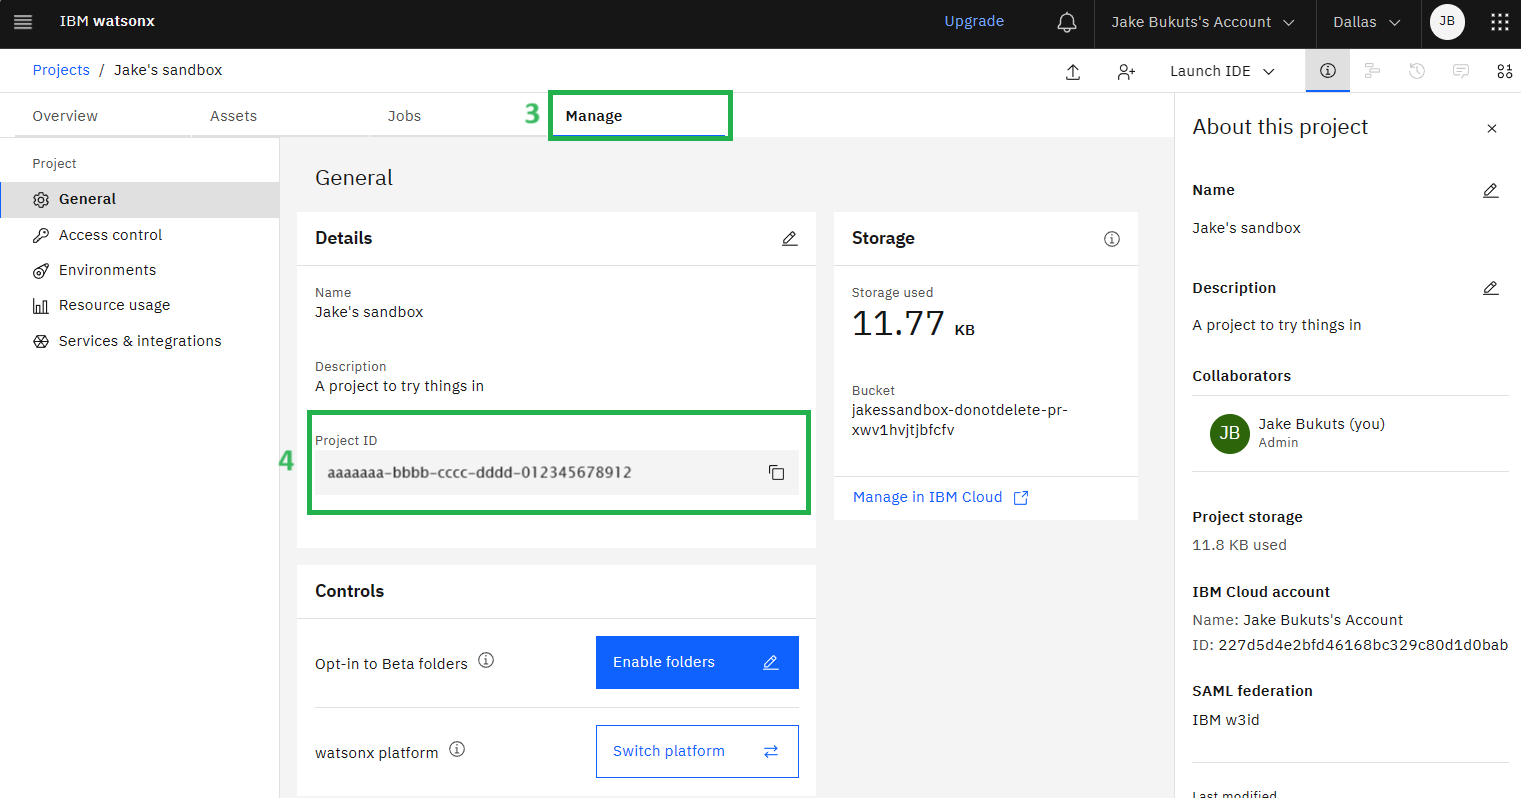 IBM watsonx
Upgrade
Jake Bukuts's Account
Dallas
JB
Projects / Jake's sandbox
Launch IDE
Overview
Assets
Jobs
3
Manage
Project
General
Access control
Environments
Resource usage
Services & integrations
General
Details
Name
Jake's sandbox
Description
A project to try things in
4
Project ID
aaaaaaa-bbbb-cccc-dddd-012345678912
Storage
Storage used
11.77 KB
Bucket
jakessandbox-donotdelete-pr-
xwv1hvjtjbfcfv
Manage in IBM Cloud
Controls
Opt-in to Beta folders
Enable folders
watsonx platform
Switch platform
About this project
Name
Jake's sandbox
Description
A project to try things in
Collaborators
JB
Jake Bukuts (you)
Admin
Project storage
11.8 KB used
IBM Cloud account
Name: Jake Bukuts's Account
ID: 227d5d4e2bfd46168bc329c80d1d0bab
SAML federation
IBM w3id
Last modified